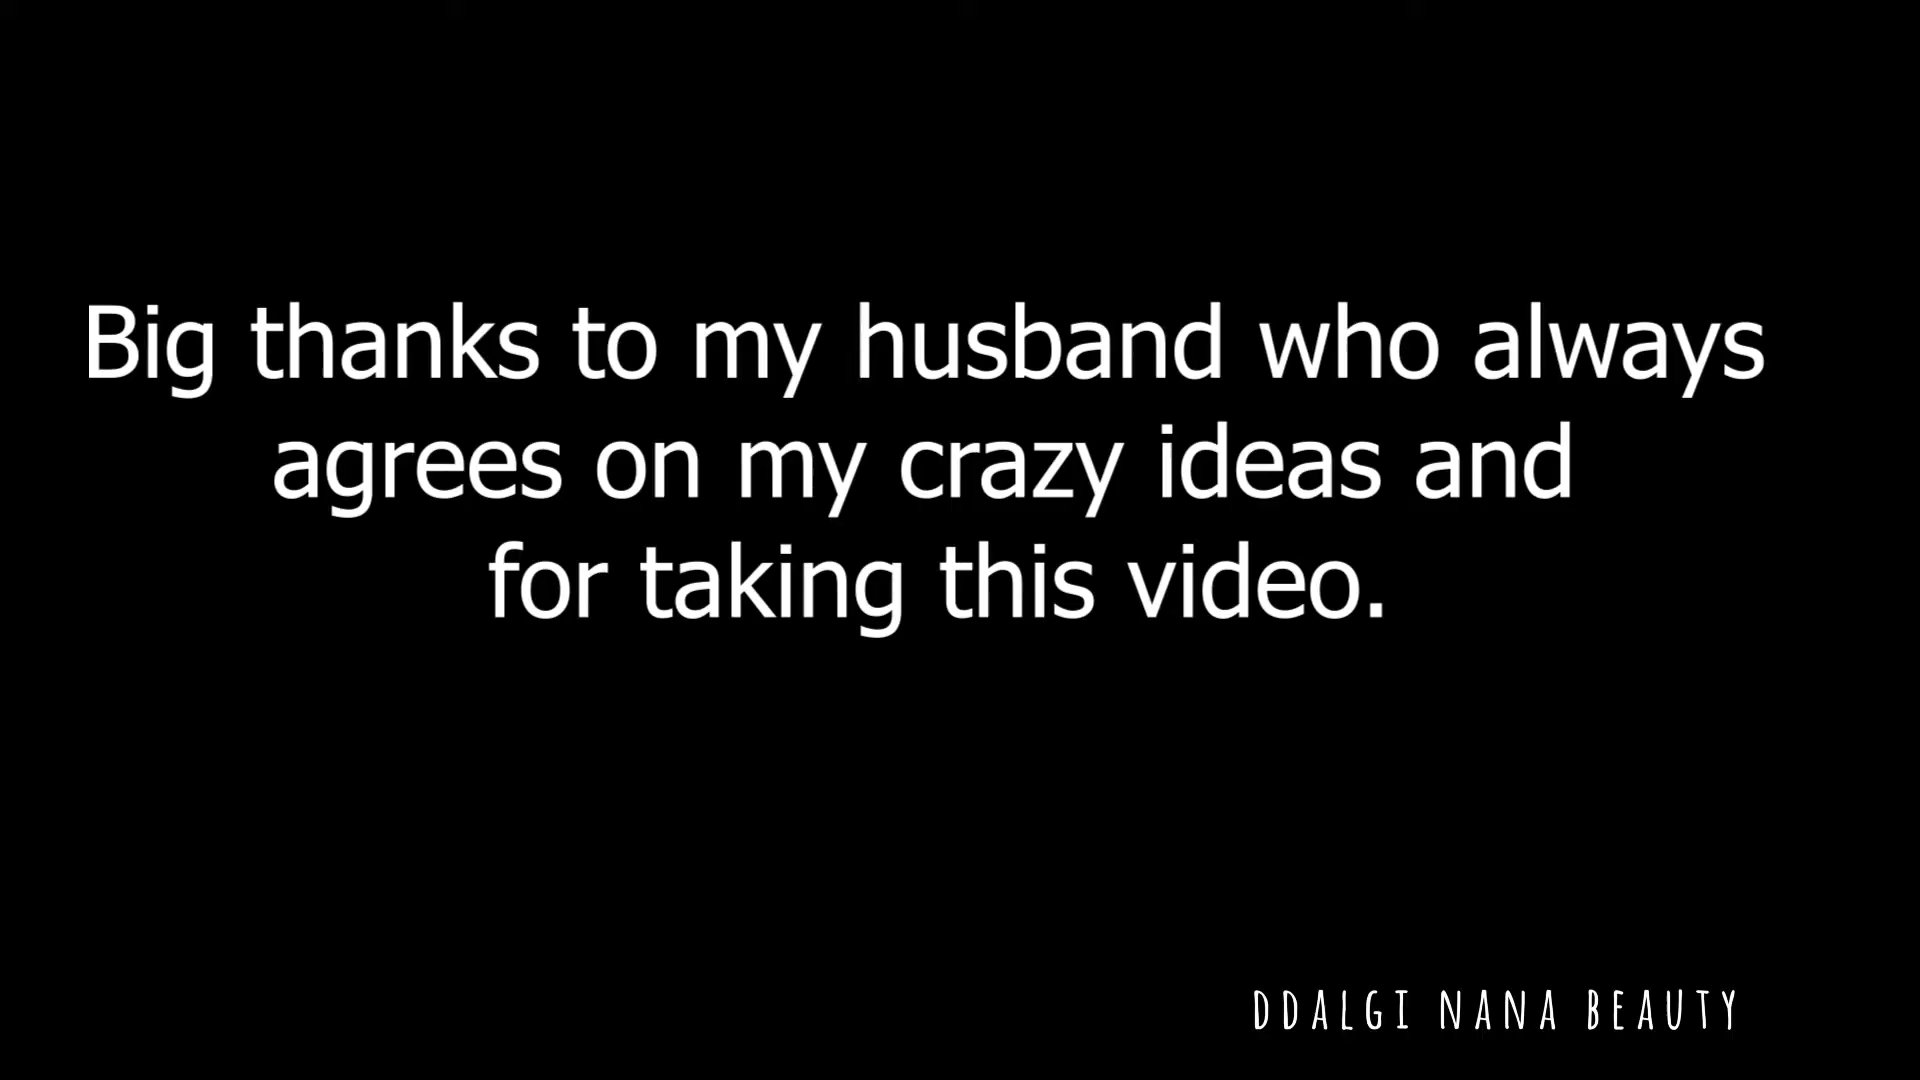 Big thanks to my husband who always
agrees on my crazy ideas and
for taking this video.
DDALGI NANA BEAUTY